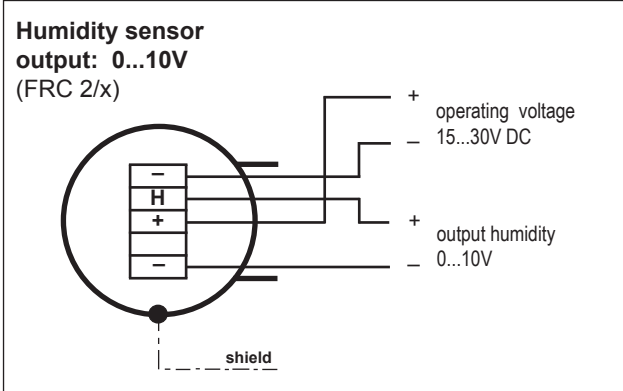 Humidity sensor
output: 0...10V
(FRC 2/x)
+
operating voltage
– 15...30V DC
–
H
+
–
+
output humidity
– 0...10V
shield